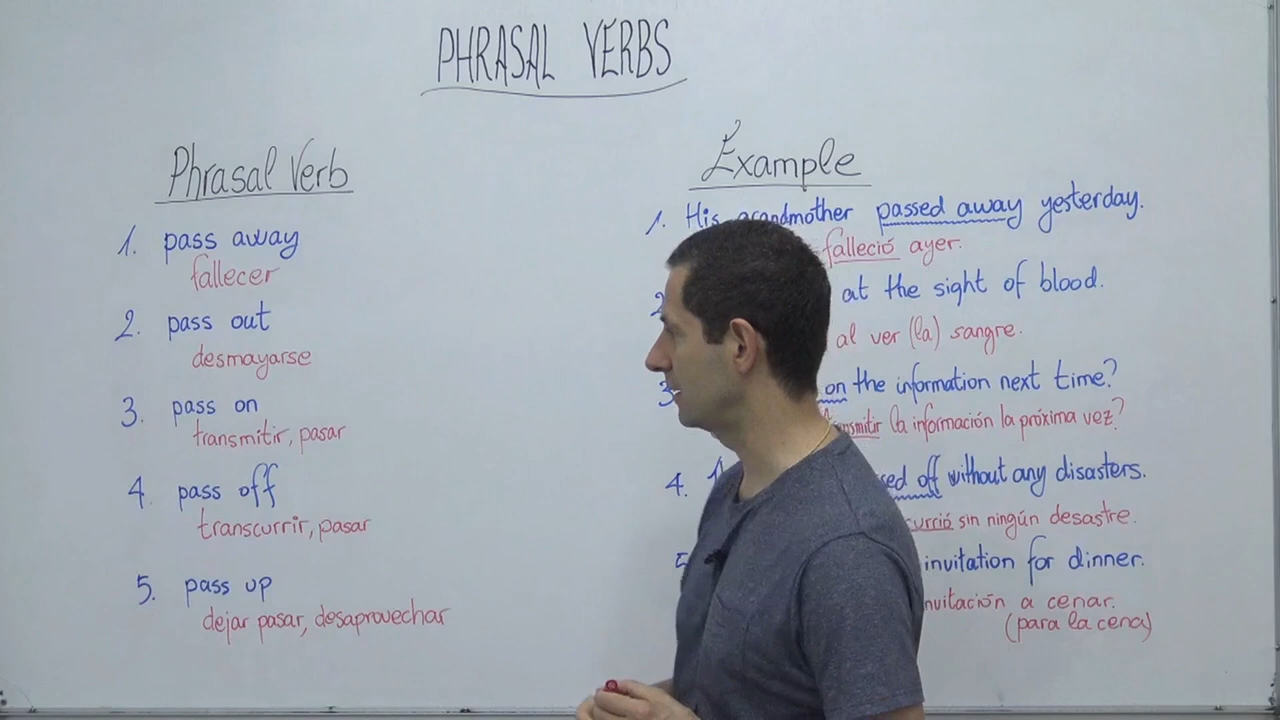 PHRASAL VERBS
Phrasal Verb
1. pass away
fallecer
2. pass out
desmayarse
3. pass on
transmitir, pasar
4. pass off
transcurrir, pasar
5. pass up
dejar pasar, desaprovechar
Example
1. His grandmother passed away yesterday.
falleció ayer.
2 at the sight of blood.
al ver (la) sangre.
3 on the information next time?
la información la próxima vez?
4. off without any disasters.
sin ningún desastre.
5 invitation for dinner.
a cenar.
(para la cena)